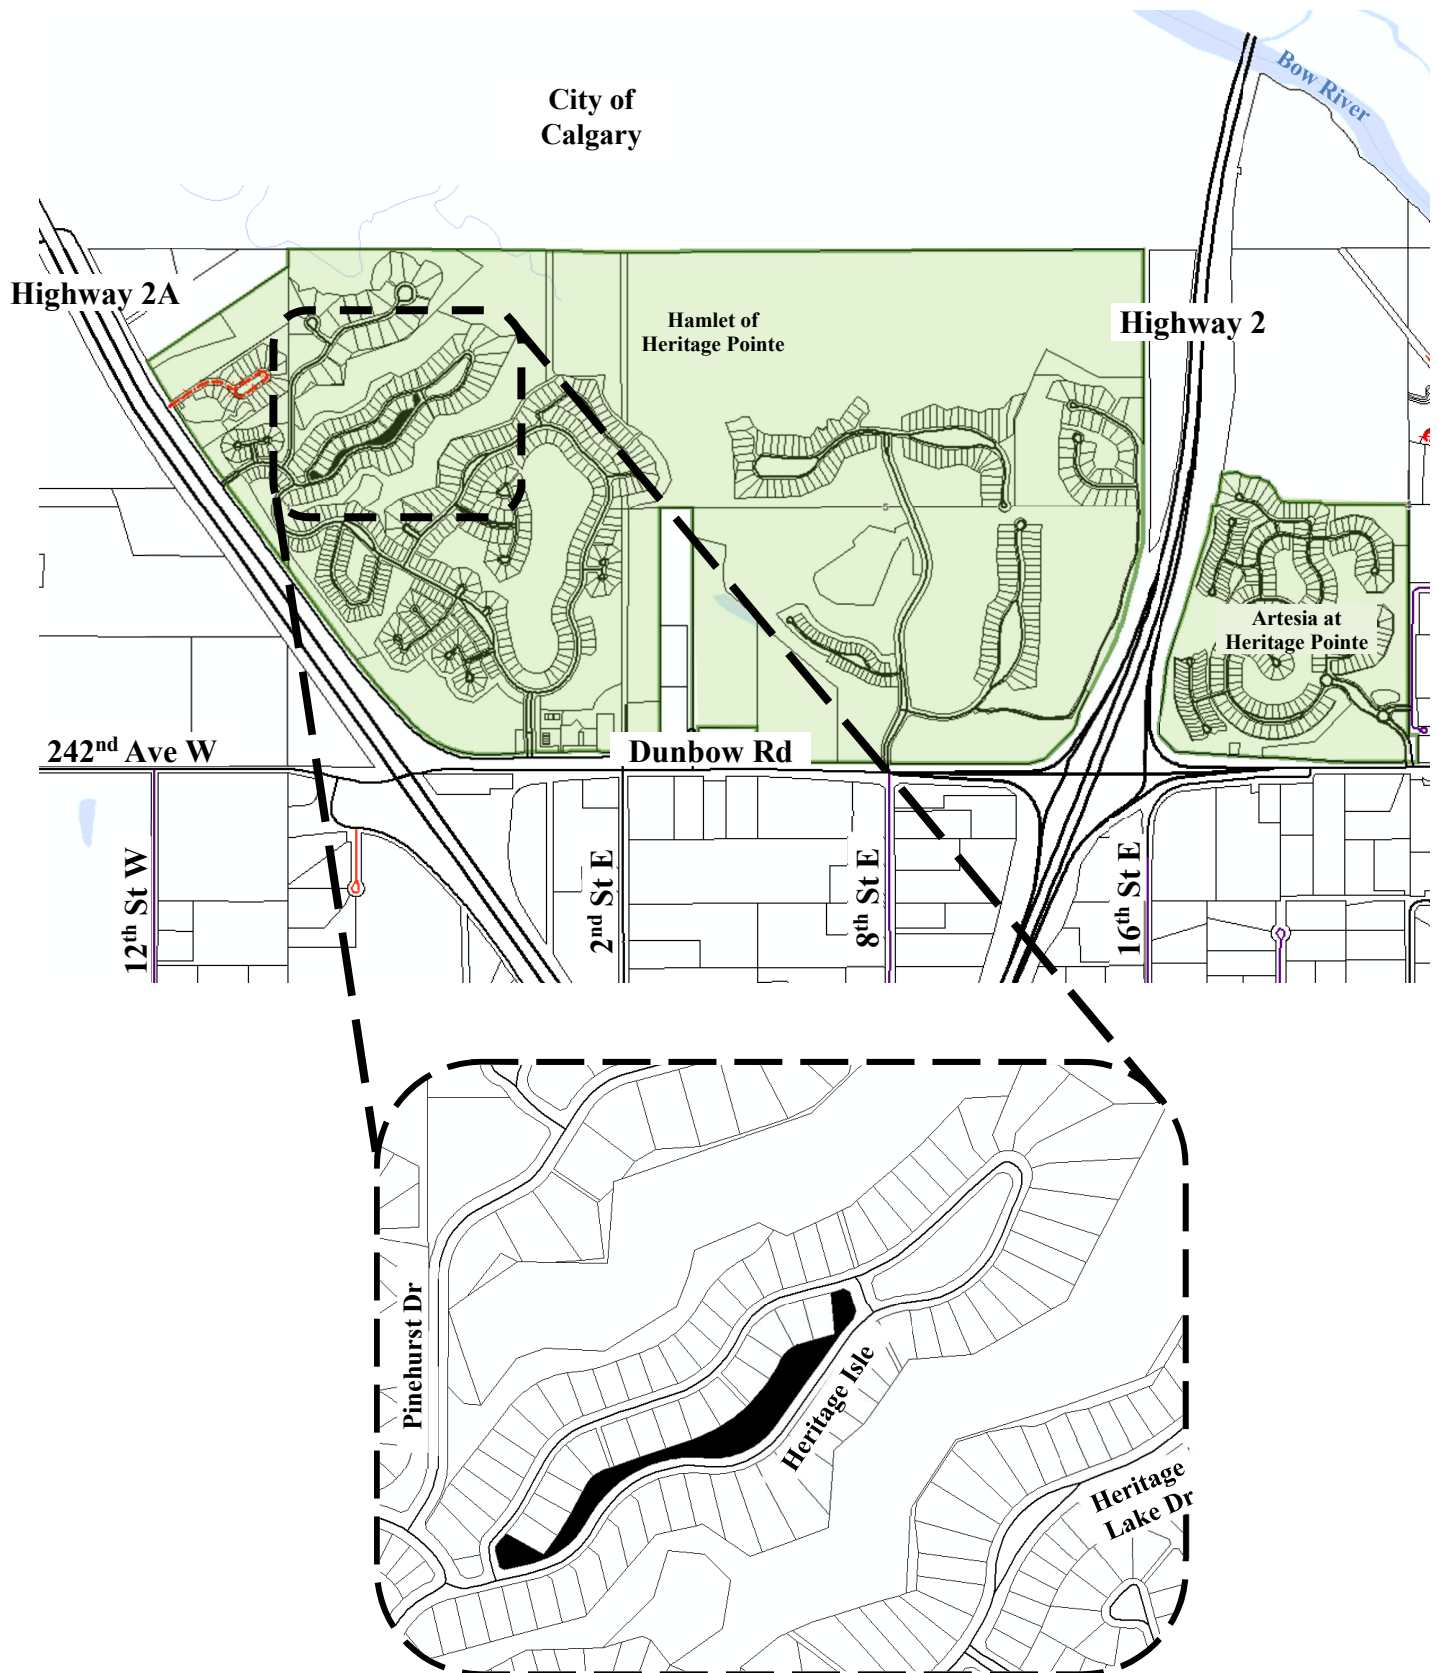 City of
Calgary
Bow River
Highway 2A
Hamlet of
Heritage Pointe
Highway 2
5
Artesia at
Heritage Pointe
242nd Ave W
Dunbow Rd
12th St W
2nd St E
8th St E
16th St E
Pinehurst Dr
Heritage Isle
Heritage
Lake Dr